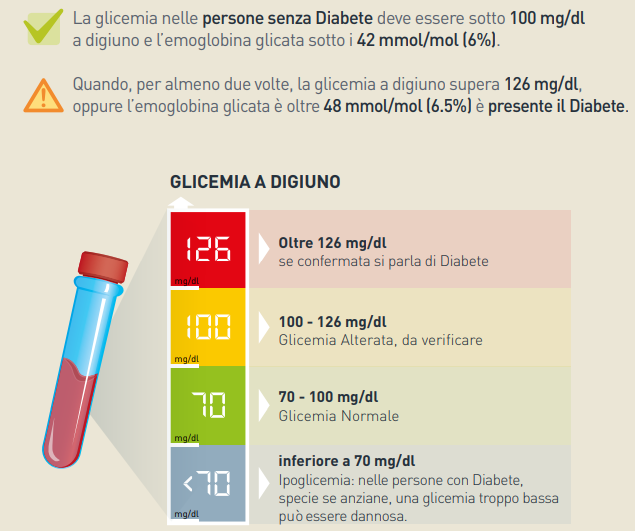 La glicemia nelle persone senza Diabete deve essere sotto 100 mg/dl
a digiuno e l'emoglobina glicata sotto i 42 mmol/mol (6%).
Quando, per almeno due volte, la glicemia a digiuno supera 126 mg/dl,
oppure l'emoglobina glicata è oltre 48 mmol/mol (6.5%) è presente il Diabete.
GLICEMIA A DIGIUNO
126
mg/dl
Oltre 126 mg/dl
se confermata si parla di Diabete
100
mg/dl
100 - 126 mg/dl
Glicemia Alterata, da verificare
70
mg/dl
70 - 100 mg/dl
Glicemia Normale
<70
mg/dl
inferiore a 70 mg/dl
Ipoglicemia: nelle persone con Diabete,
specie se anziane, una glicemia troppo bassa
può essere dannosa.